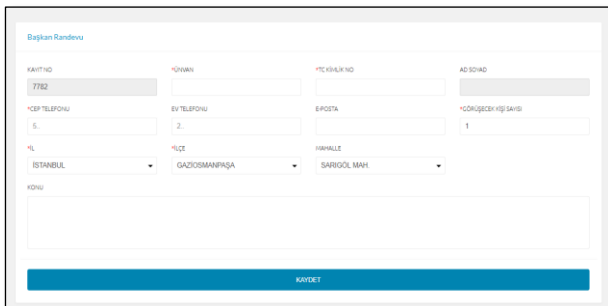 Başkan Randevu
KAYIT NO *ÜNVAN *TC KİMLİK NO AD SOYAD
7782
*CEP TELEFONU EV TELEFONU E-POSTA *GÖRÜŞECEK KİŞİ SAYISI
5.. 2.. 1
*İL *İLÇE MAHALLE
İSTANBUL GAZİOSMANPAŞA SARIGÖL MAH.
KONU
KAYDET